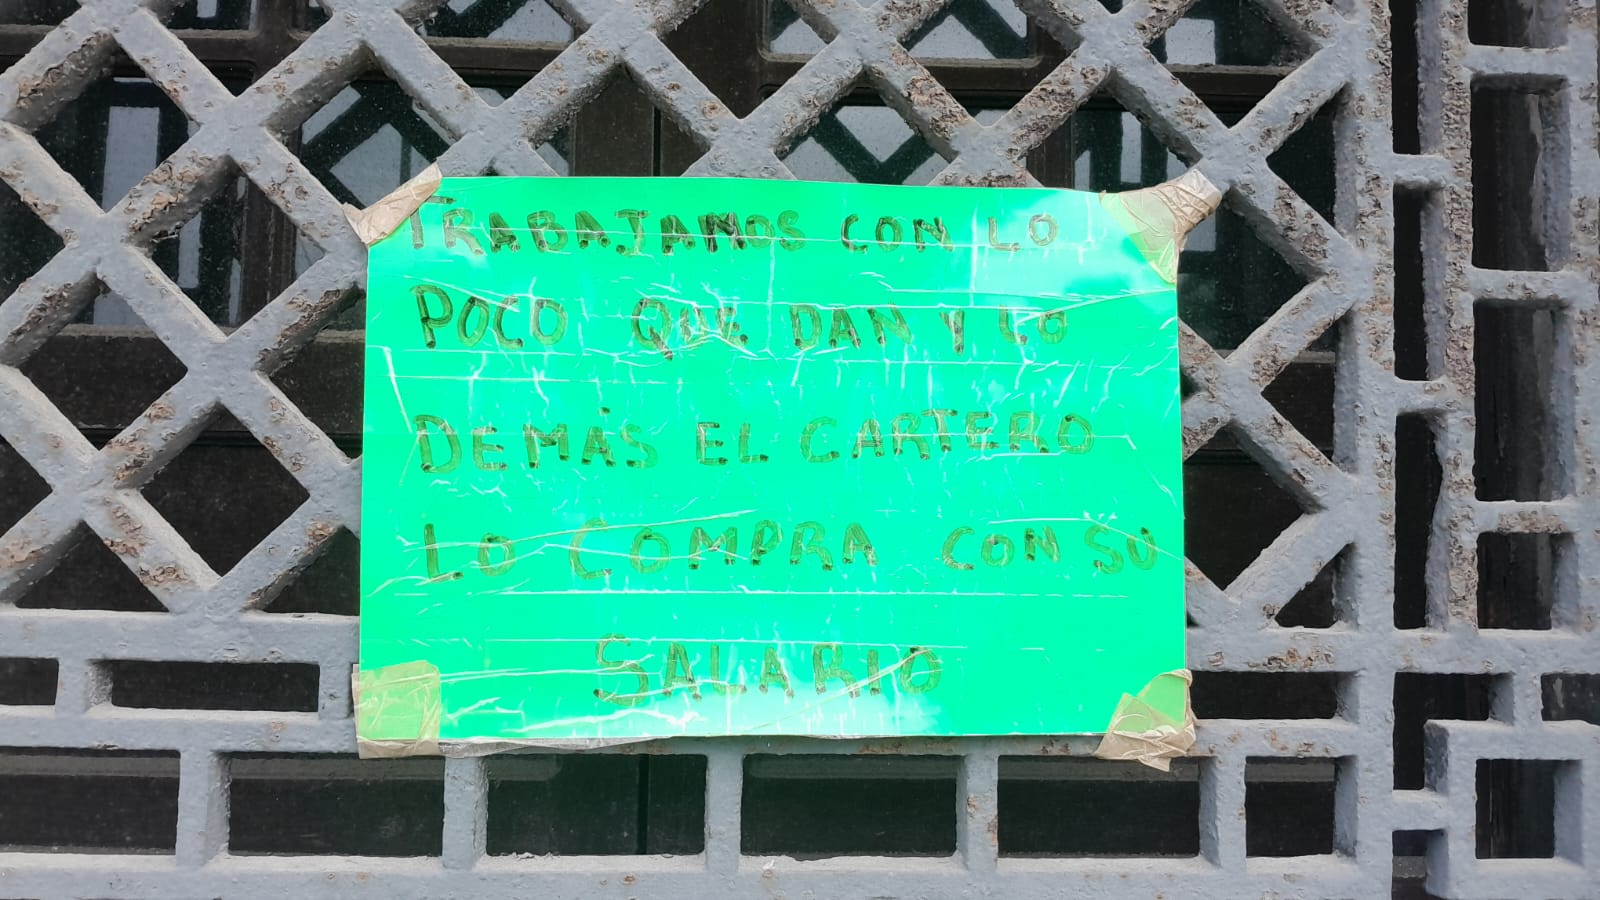 TRABAJAMOS CON LO
POCO QUE DAN Y LO
DEMÁS EL CARTERO
LO COMPRA CON SU
SALARIO